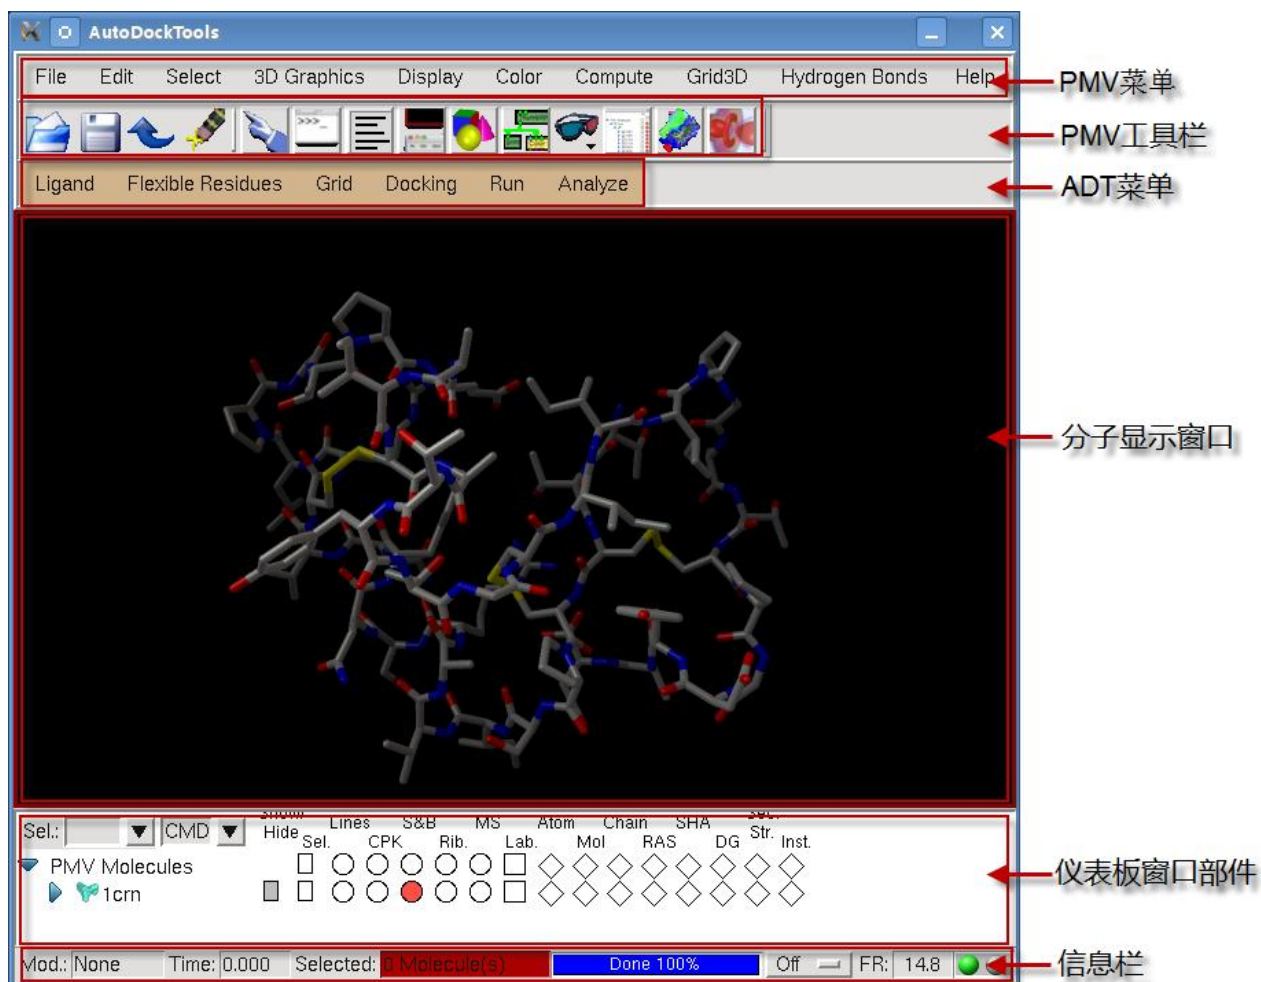 AutoDockTools
File Edit Select 3D Graphics Display Color Compute Grid3D Hydrogen Bonds Help
PMV菜单
>>>
PMV工具栏
Ligand Flexible Residues Grid Docking Run Analyze
ADT菜单
分子显示窗口
Sel.: CMD Hide Lines S&B MS Atom Chain SHA
Sel. CPK Rib. Lab. Mol RAS DG Str. Inst.
PMV Molecules
1crn
仪表板窗口部件
Mod.: None Time: 0.000 Selected: 0 Molecule(s) Done 100% Off FR: 14.8
信息栏